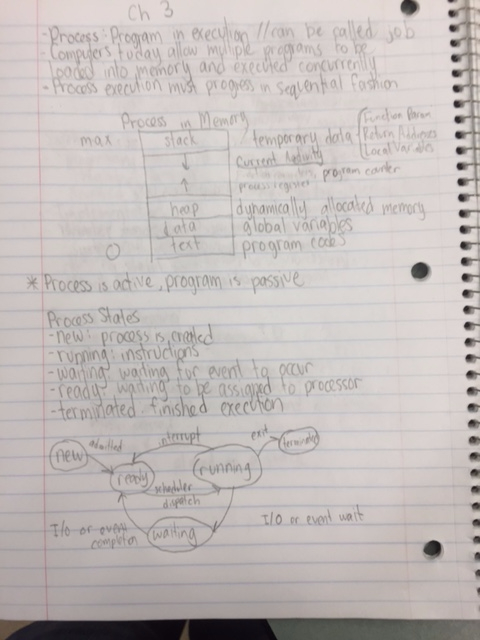 Ch 3
- Process: Program in execution // can be called job
- Computers today allow multiple programs to be
loaded into memory and executed concurrently
- Process execution must progress in sequential fashion
Process in Memory
max stack temporary data { Function Param
Return Addresses
Local Variables
↓ Current Activity
program counter
↑ process registers
heap dynamically allocated memory
data global variables
0 text program codes
* Process is active, program is passive
Process States
- new: process is created
- running: instructions
- waiting: waiting for event to occur
- ready: waiting to be assigned to processor
- terminated: finished execution
new admitted interrupt exit terminated
ready running
scheduler
dispatch
I/O or event
completion
waiting
I/O or event wait